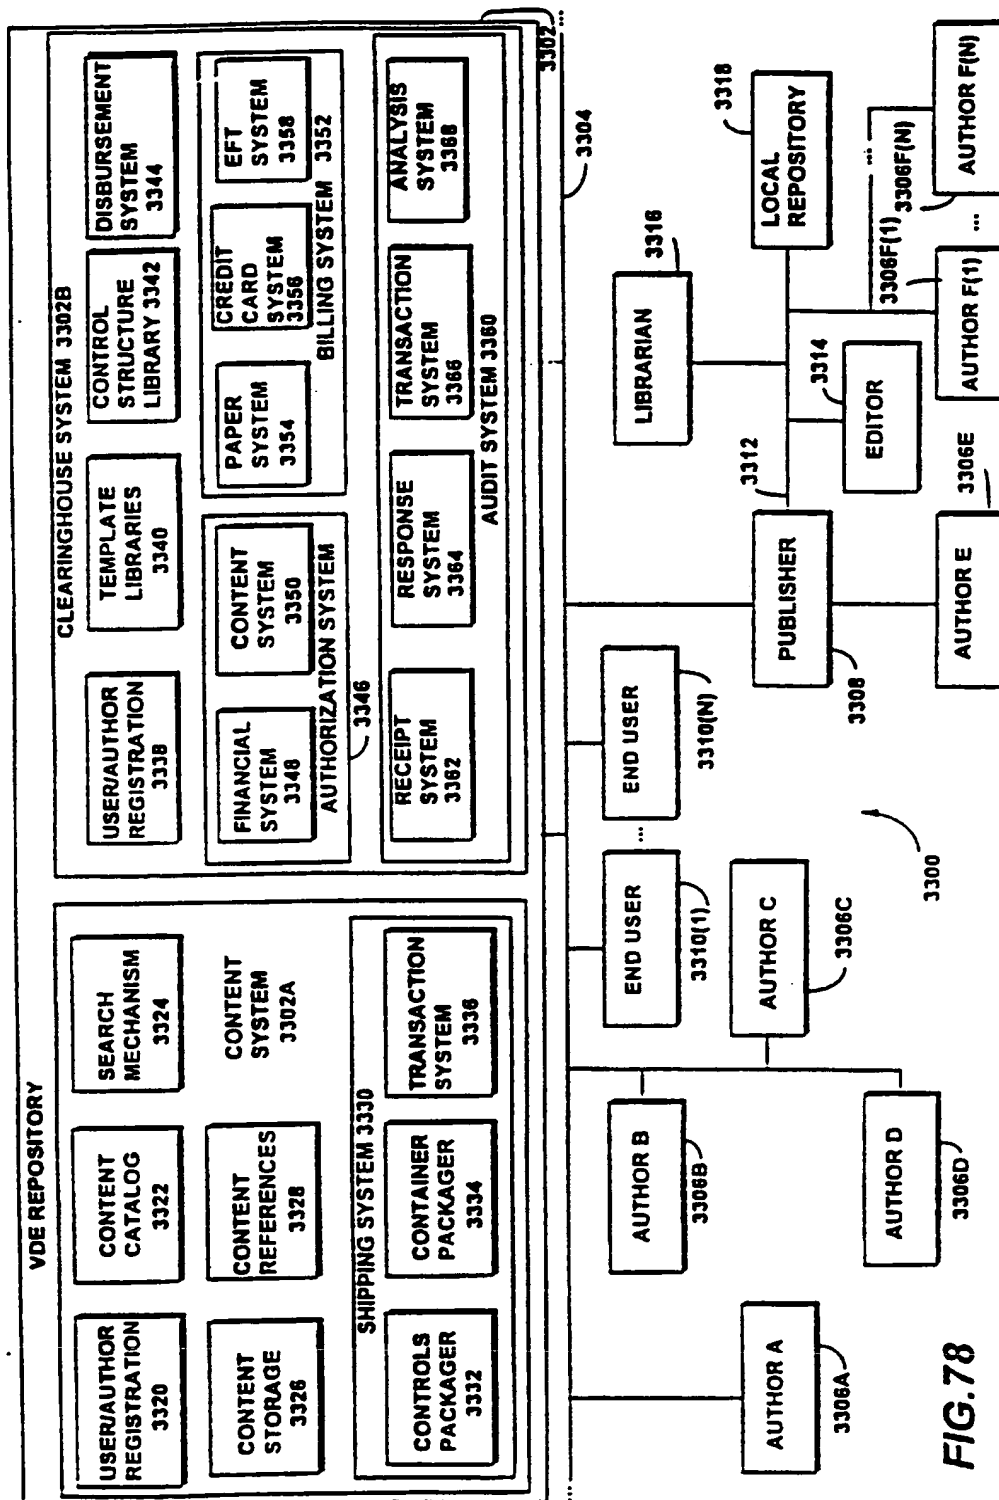 VDE REPOSITORY
USER/AUTHOR
REGISTRATION
3320
CONTENT
CATALOG
3322
SEARCH
MECHANISM
3324
CONTENT
STORAGE
3326
CONTENT
REFERENCES
3328
CONTENT
SYSTEM
3302A
SHIPPING SYSTEM 3330
CONTROLS
PACKAGER
3332
CONTAINER
PACKAGER
3334
TRANSACTION
SYSTEM
3336
CLEARINGHOUSE SYSTEM 3302B
USER/AUTHOR
REGISTRATION
3338
TEMPLATE
LIBRARIES
3340
CONTROL
STRUCTURE
LIBRARY 3342
DISBURSEMENT
SYSTEM
3344
FINANCIAL
SYSTEM
3348
CONTENT
SYSTEM
3350
AUTHORIZATION SYSTEM
3346
PAPER
SYSTEM
3354
CREDIT
CARD
SYSTEM
3356
EFT
SYSTEM
3358
BILLING SYSTEM 3352
RECEIPT
SYSTEM
3362
RESPONSE
SYSTEM
3364
TRANSACTION
SYSTEM
3366
ANALYSIS
SYSTEM
3368
AUDIT SYSTEM 3360
3302
...
...
3304
AUTHOR A
3306A
AUTHOR B
3306B
AUTHOR C
3306C
AUTHOR D
3306D
END USER
3310(1)
...
END USER
3310(N)
3300
PUBLISHER
3308
3312
AUTHOR E
3306E
EDITOR
3314
LIBRARIAN
3316
LOCAL
REPOSITORY
3318
AUTHOR F(1)
3306F(1)
...
...
AUTHOR F(N)
3306F(N)
FIG.78